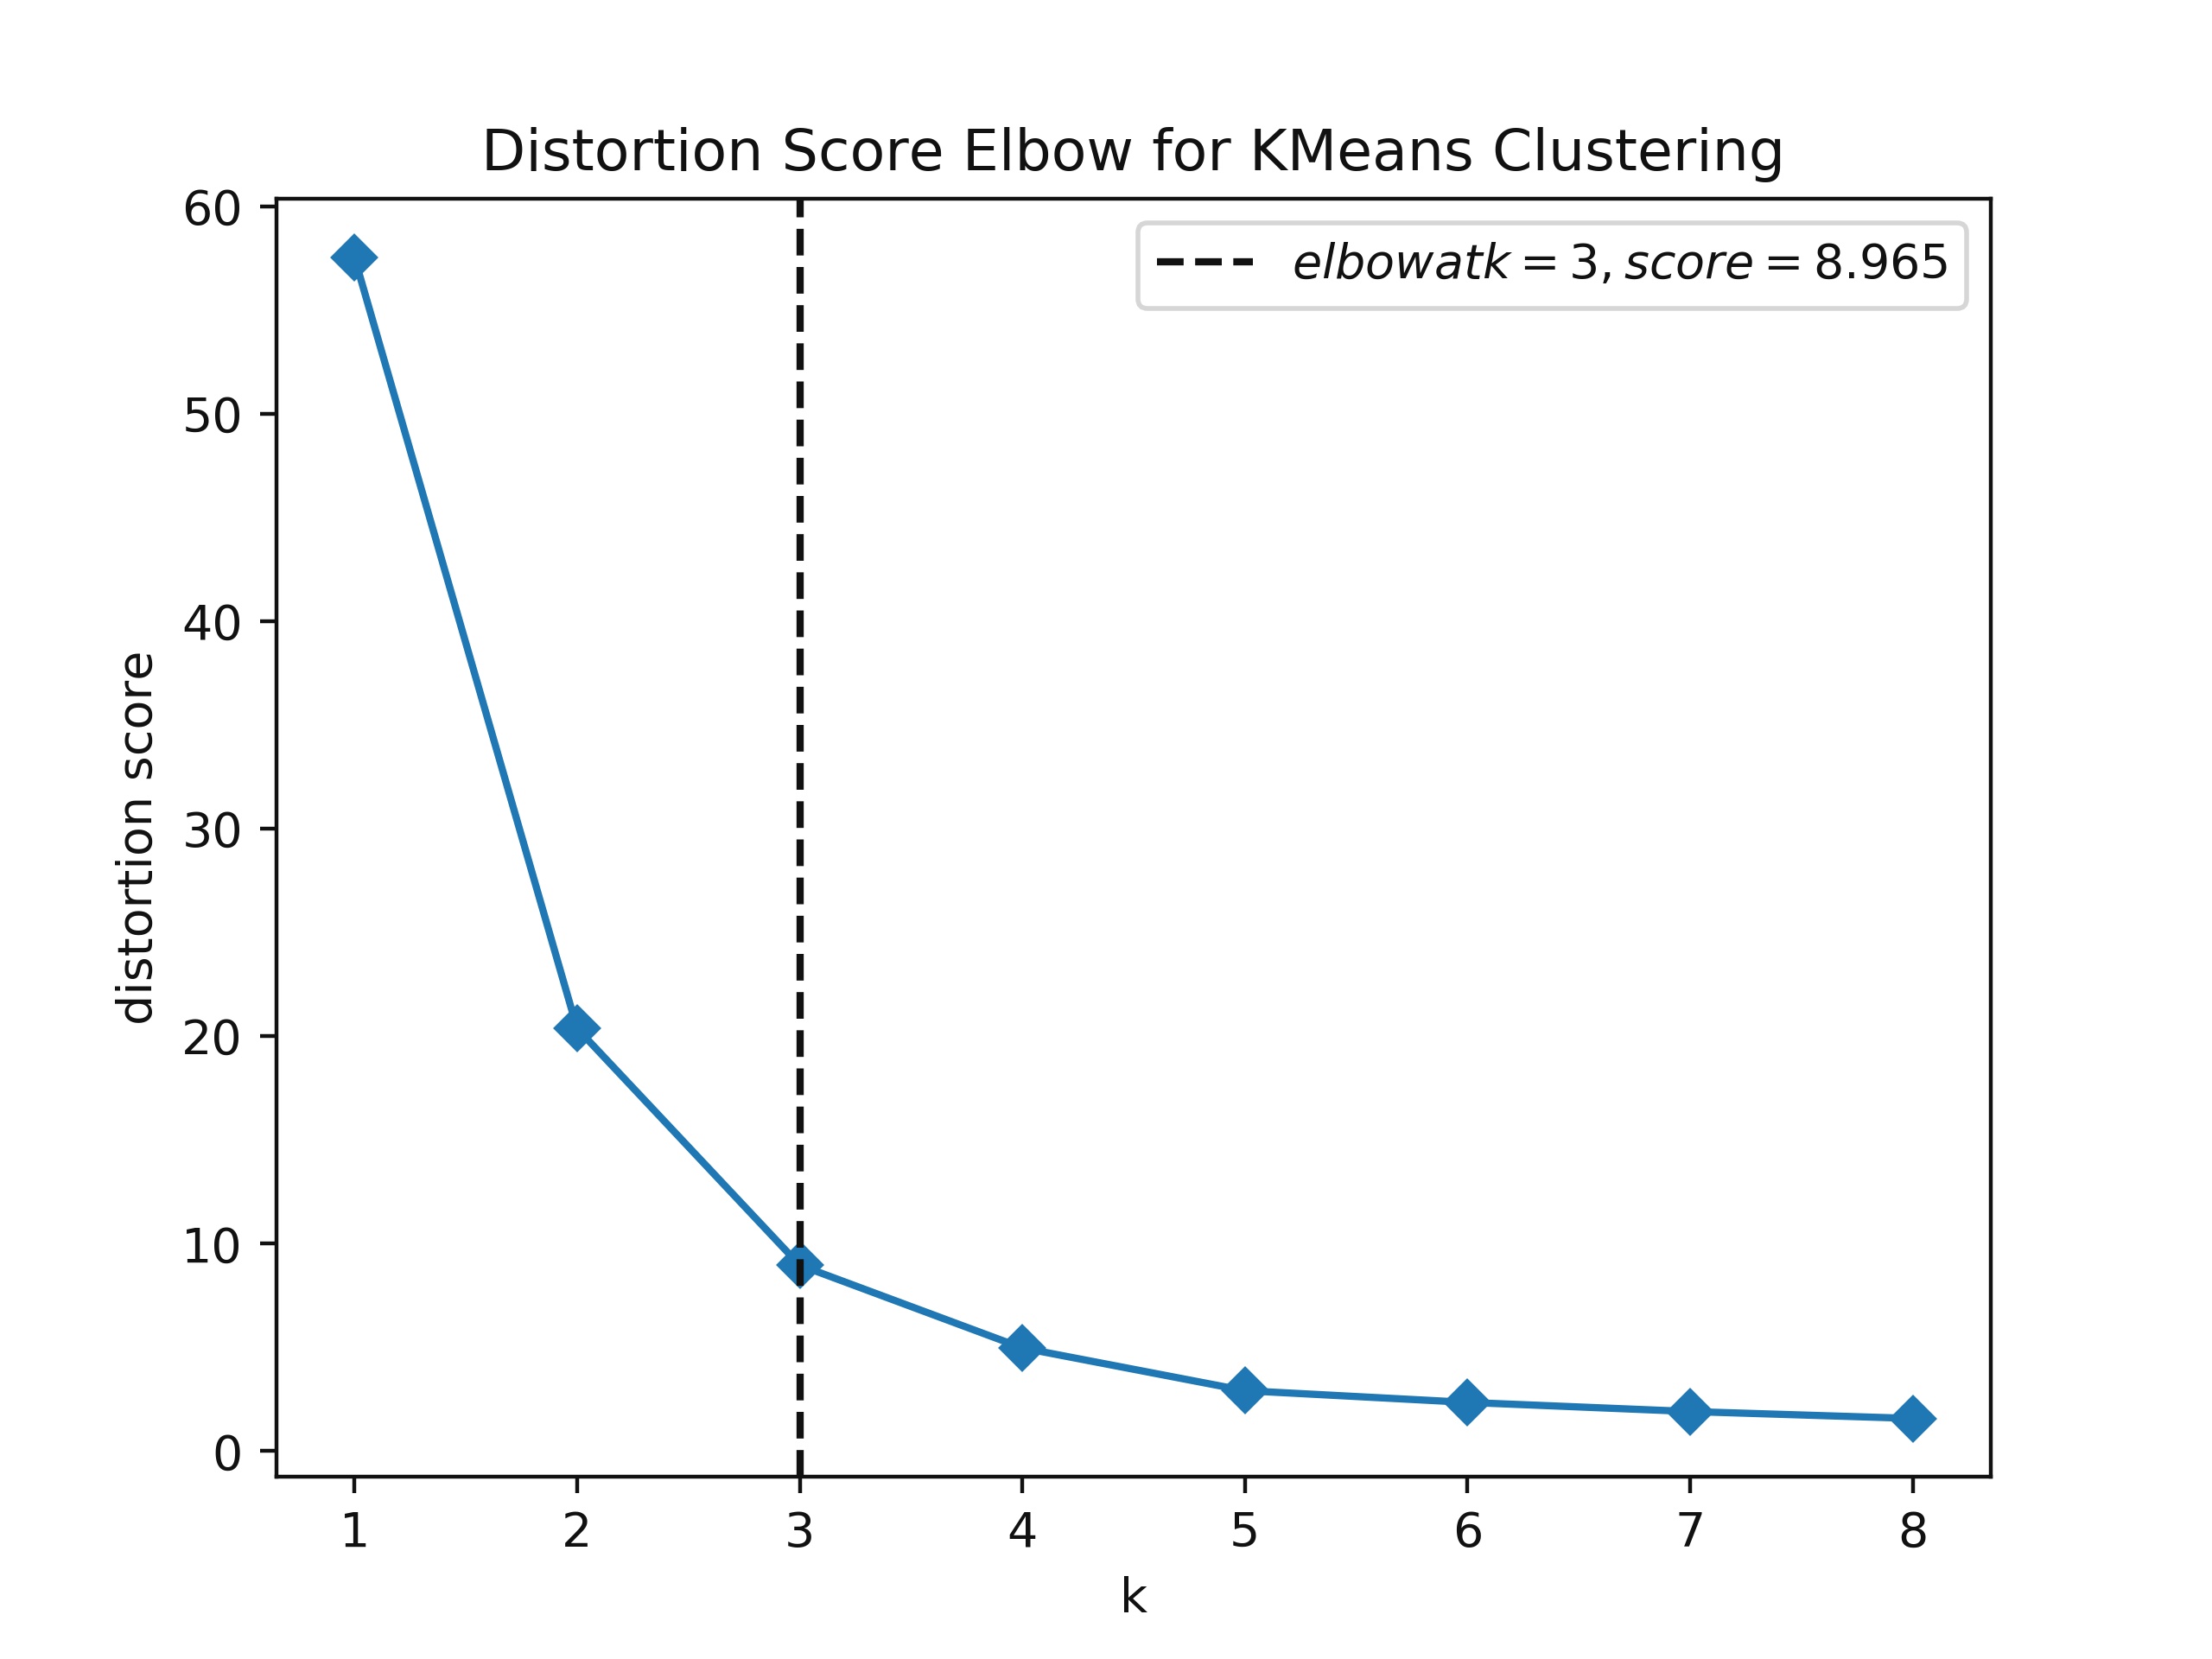 Distortion Score Elbow for KMeans Clustering
elbowatk = 3, score = 8.965
distortion score
60
50
40
30
20
10
0
1 2 3 4 5 6 7 8
k